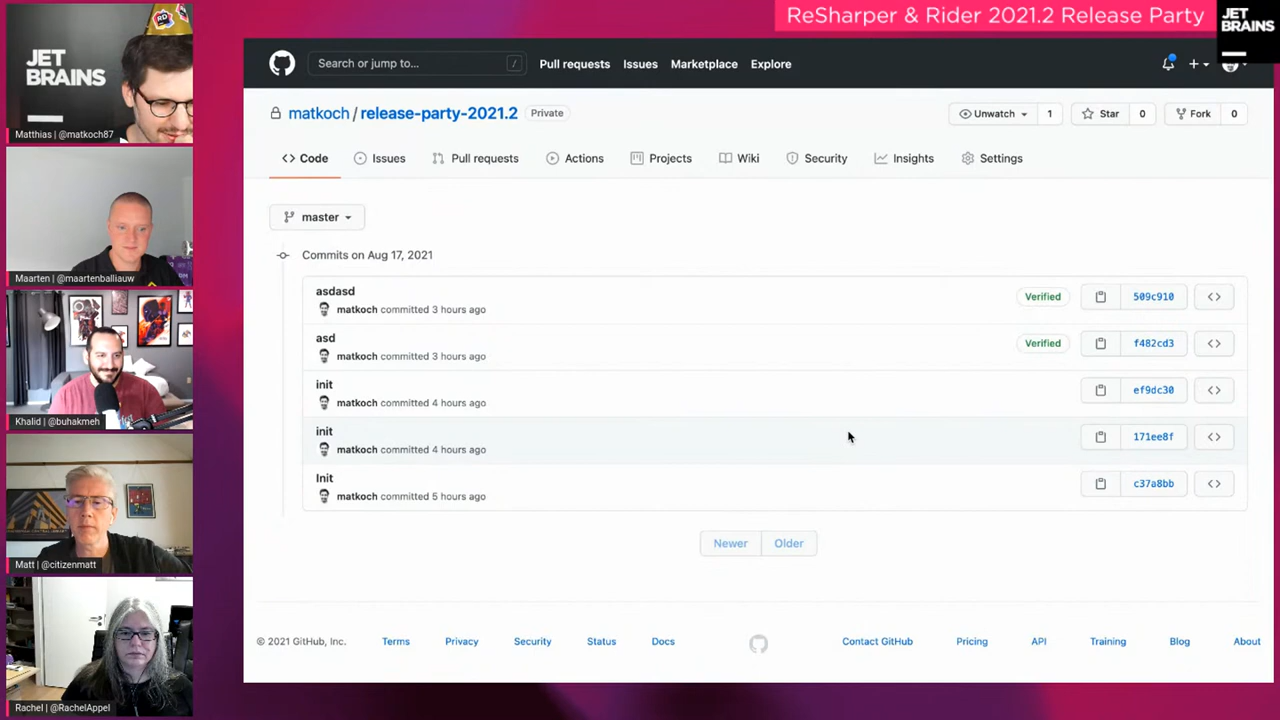 ReSharper & Rider 2021.2 Release Party
JET
BRAINS
JET
BRAINS
Matthias | @matkoch87
Maarten | @maartenballiauw
Khalid | @buhakmeh
Matt | @citizenmatt
Rachel | @RachelAppel
Search or jump to... /
Pull requests Issues Marketplace Explore
matkoch / release-party-2021.2 Private
Unwatch 1 Star 0 Fork 0
Code Issues Pull requests Actions Projects Wiki Security Insights Settings
master
Commits on Aug 17, 2021
asdasd
matkoch committed 3 hours ago
Verified 509c910
asd
matkoch committed 3 hours ago
Verified f482cd3
init
matkoch committed 4 hours ago
ef9dc30
init
matkoch committed 4 hours ago
171ee8f
Init
matkoch committed 5 hours ago
c37a8bb
Newer Older
© 2021 GitHub, Inc. Terms Privacy Security Status Docs Contact GitHub Pricing API Training Blog About